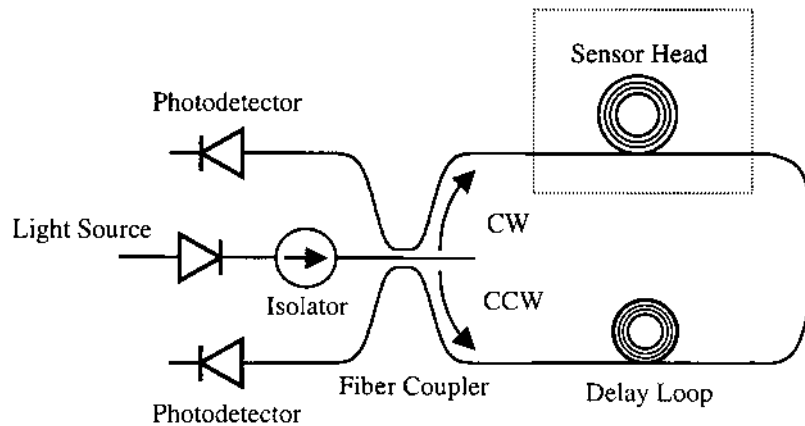 Sensor Head
Photodetector
CW
Light Source
Isolator
CCW
Fiber Coupler
Delay Loop
Photodetector